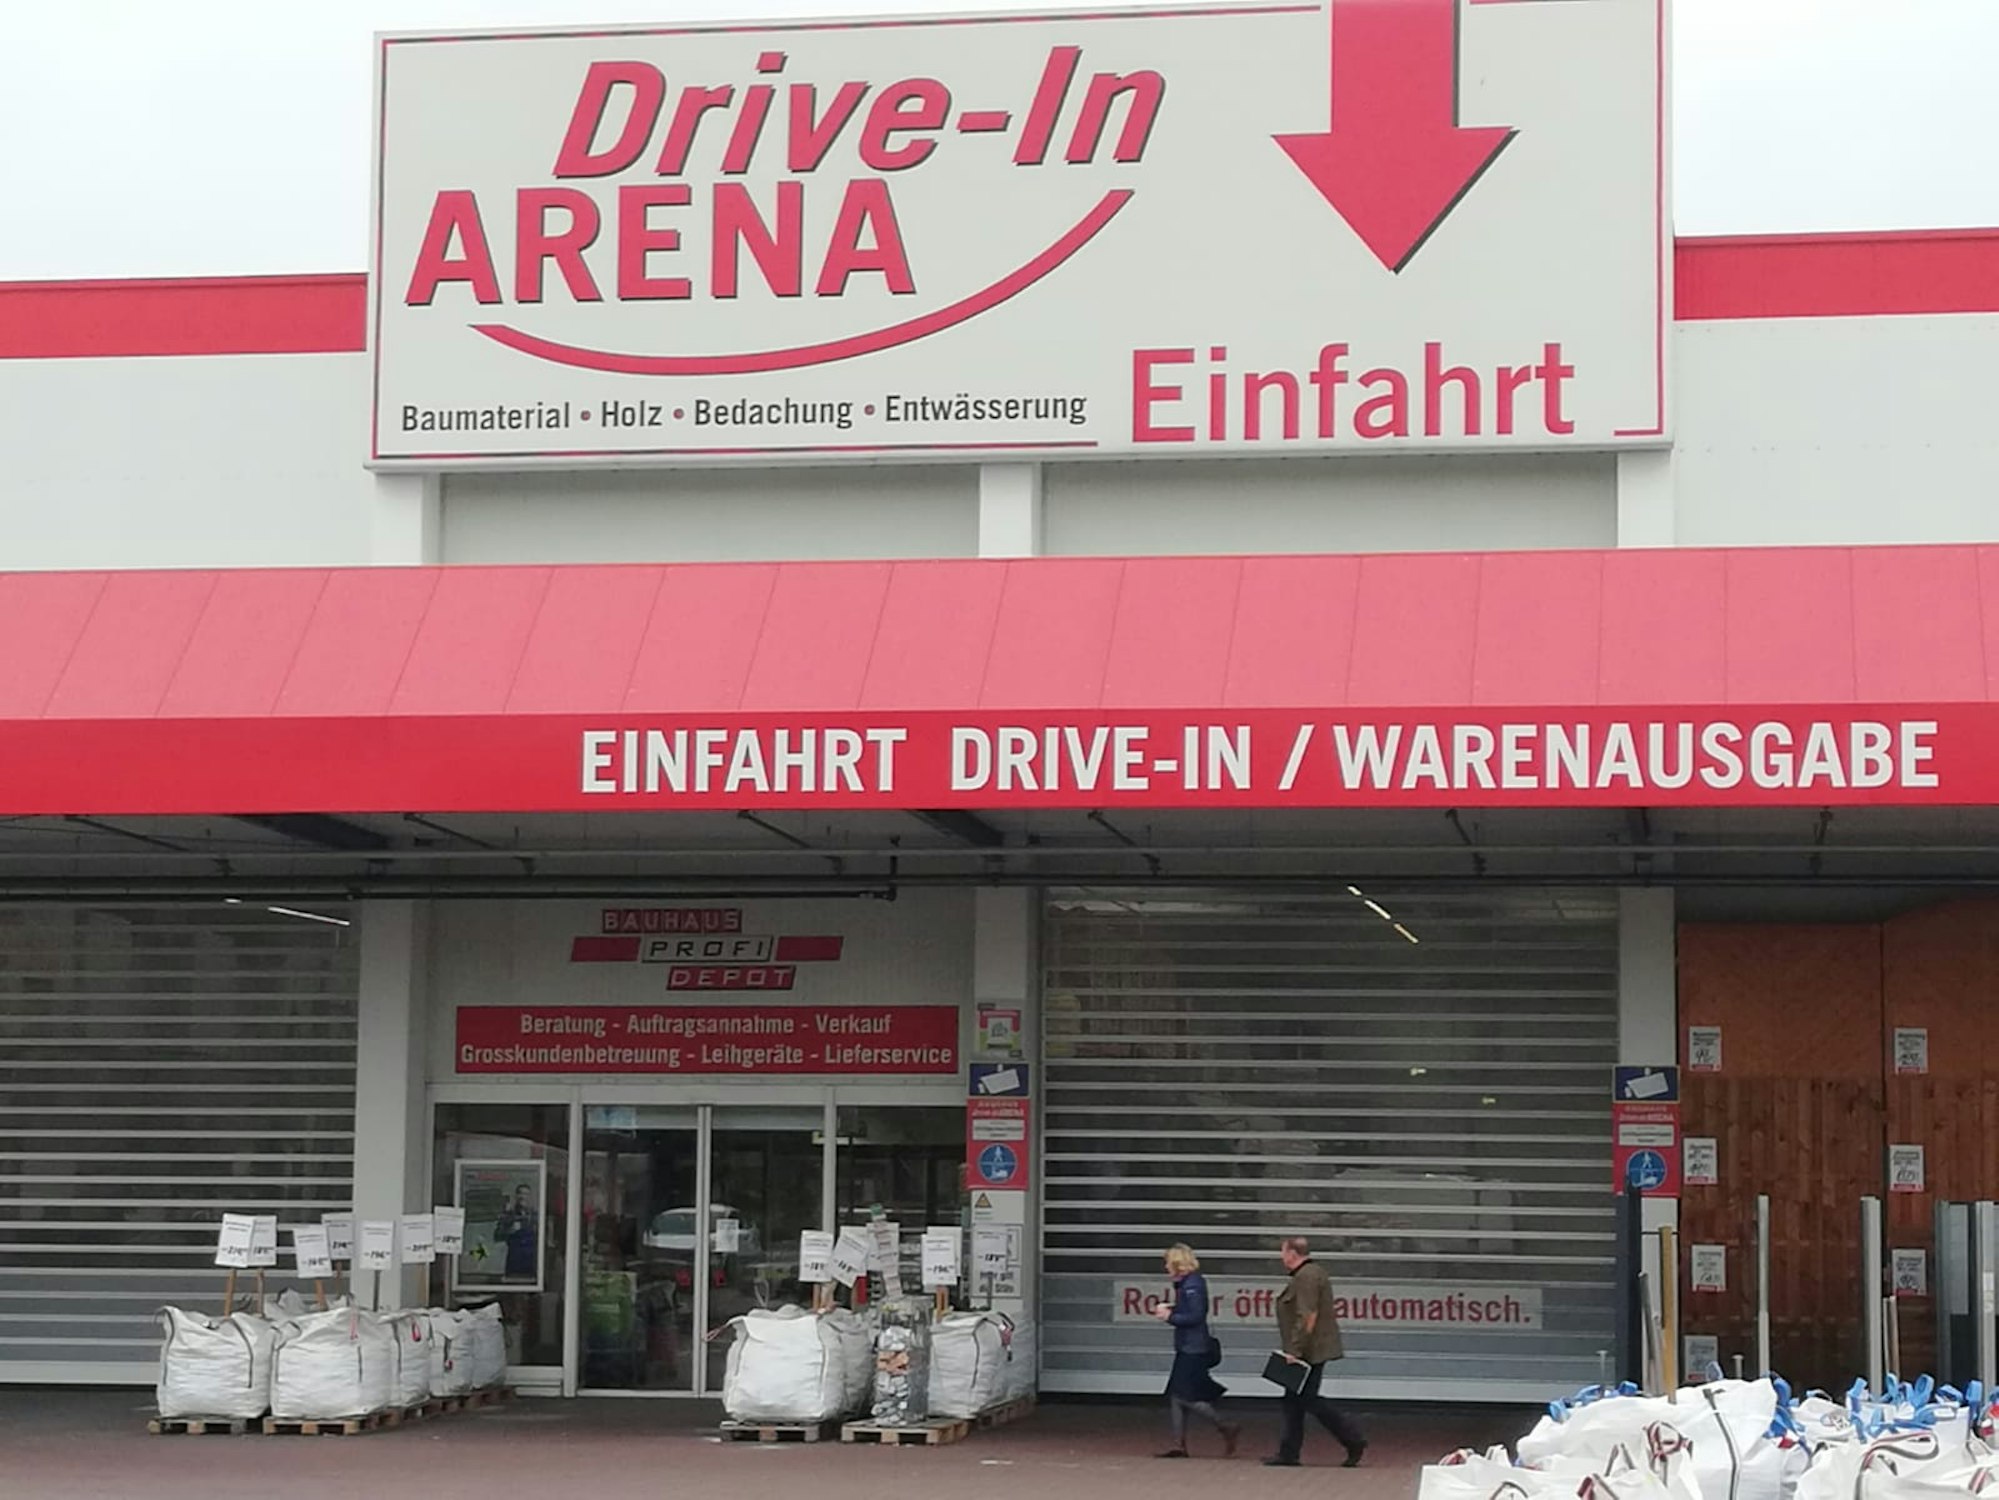 Drive-In
ARENA
Baumaterial • Holz • Bedachung • Entwässerung
Einfahrt
EINFAHRT DRIVE-IN / WARENAUSGABE
BAUHAUS
PROFI
DEPOT
Beratung - Auftragsannahme - Verkauf
Grosskundenbetreuung - Leihgeräte - Lieferservice
automatisch.